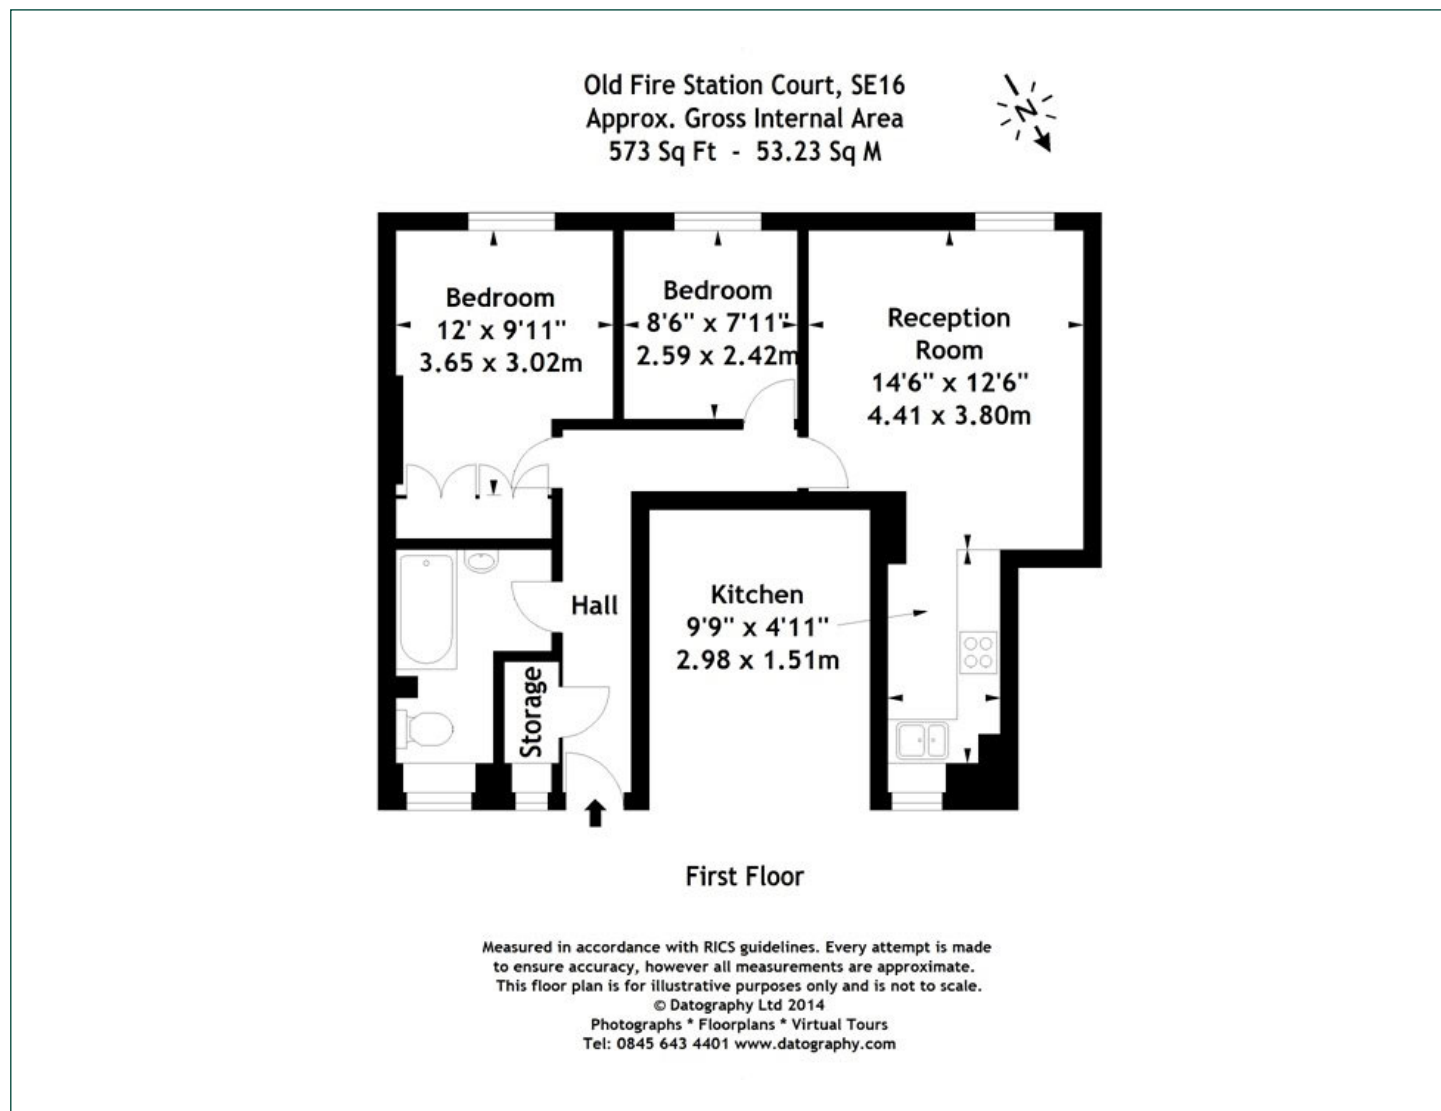 Old Fire Station Court, SE16
Approx. Gross Internal Area
573 Sq Ft - 53.23 Sq M
N
Bedroom
12' x 9'11"
3.65 x 3.02m
Bedroom
8'6" x 7'11"
2.59 x 2.42m
Reception
Room
14'6" x 12'6"
4.41 x 3.80m
Hall
Kitchen
9'9" x 4'11"
2.98 x 1.51m
Storage
First Floor
Measured in accordance with RICS guidelines. Every attempt is made
to ensure accuracy, however all measurements are approximate.
This floor plan is for illustrative purposes only and is not to scale.
© Datography Ltd 2014
Photographs * Floorplans * Virtual Tours
Tel: 0845 643 4401 www.datography.com